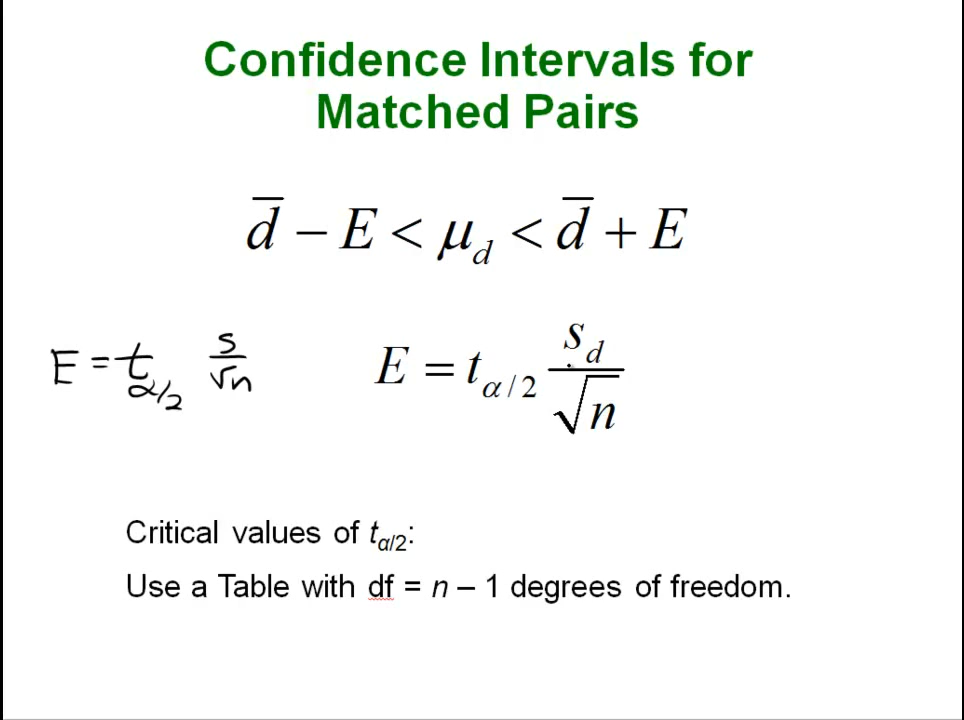 Confidence Intervals for
Matched Pairs
d̅ − E < μ_d < d̅ + E
E = t_α/2 s/√n
E = t_α/2 s_d/√n
Critical values of t_α/2:
Use a Table with df = n – 1 degrees of freedom.